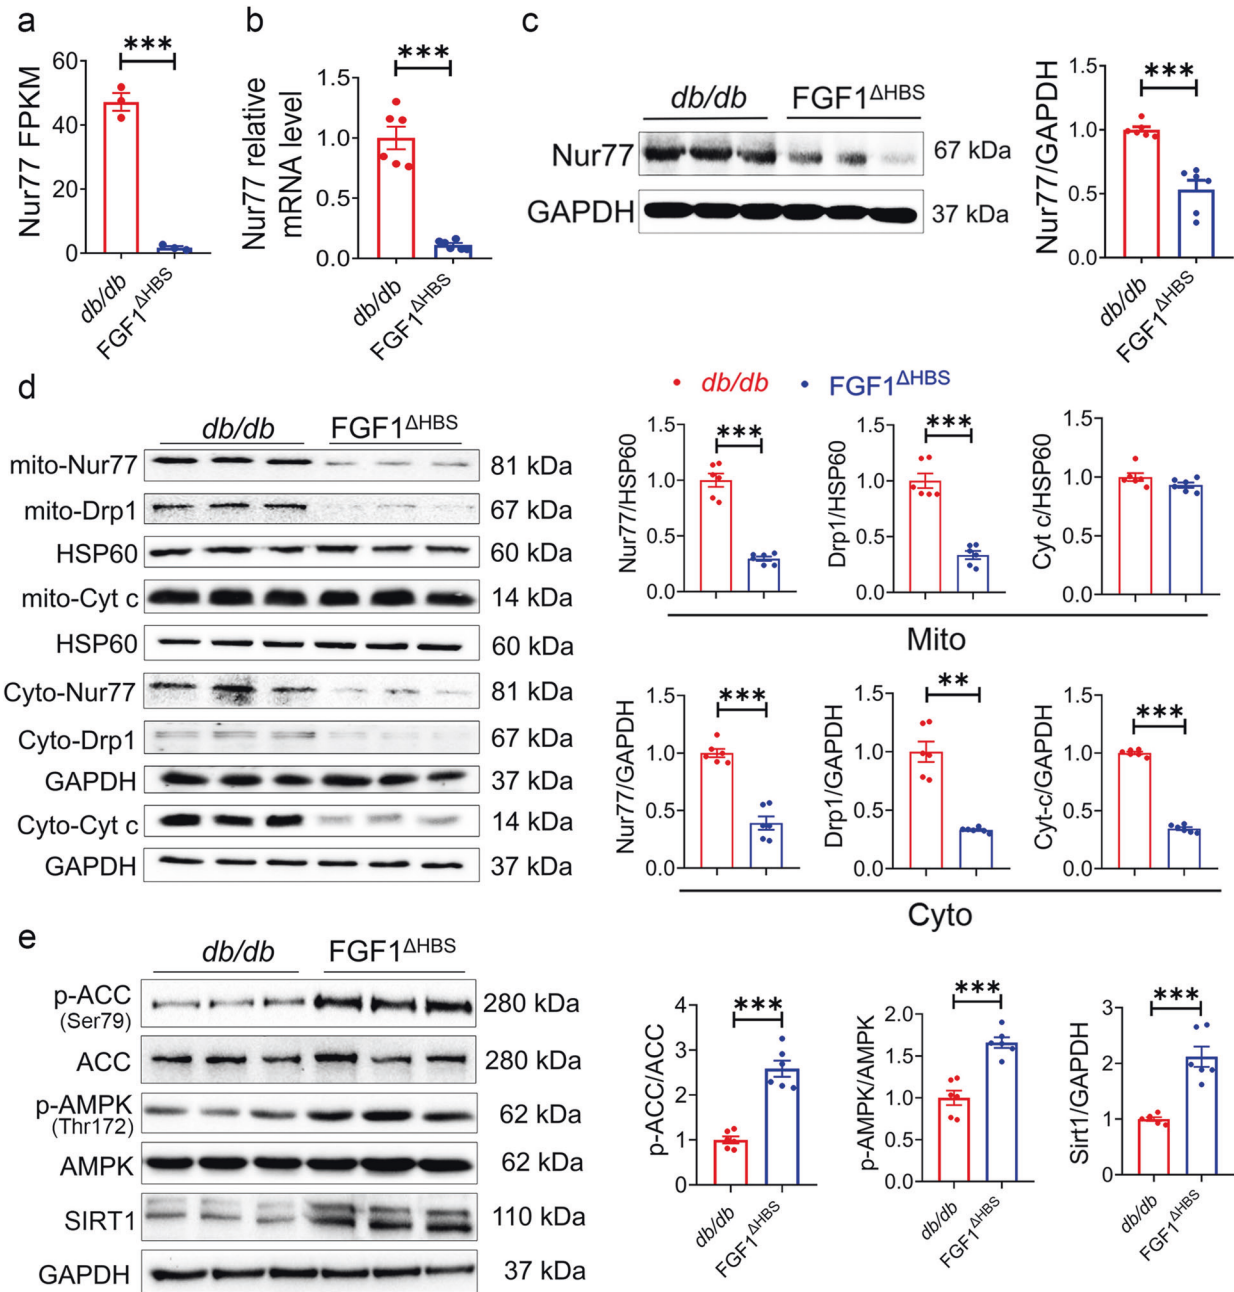 a
Nur77 FPKM
60
40
20
0
***
db/db
FGF1ΔHBS
b
Nur77 relative
mRNA level
1.5
1.0
0.5
0.0
***
db/db
FGF1ΔHBS
c
db/db FGF1ΔHBS
Nur77 67 kDa
GAPDH 37 kDa
Nur77/GAPDH
1.5
1.0
0.5
0.0
***
db/db
FGF1ΔHBS
d
db/db FGF1ΔHBS
mito-Nur77 81 kDa
mito-Drp1 67 kDa
HSP60 60 kDa
mito-Cyt c 14 kDa
HSP60 60 kDa
Cyto-Nur77 81 kDa
Cyto-Drp1 67 kDa
GAPDH 37 kDa
Cyto-Cyt c 14 kDa
GAPDH 37 kDa
db/db FGF1ΔHBS
Nur77/HSP60
1.5
1.0
0.5
0.0
***
Drp1/HSP60
1.5
1.0
0.5
0.0
***
Cyt c/HSP60
1.5
1.0
0.5
0.0
Mito
Nur77/GAPDH
1.5
1.0
0.5
0.0
***
Drp1/GAPDH
1.5
1.0
0.5
0.0
**
Cyt-c/GAPDH
1.5
1.0
0.5
0.0
***
Cyto
e
db/db FGF1ΔHBS
p-ACC
(Ser79)
280 kDa
ACC 280 kDa
p-AMPK
(Thr172)
62 kDa
AMPK 62 kDa
SIRT1 110 kDa
GAPDH 37 kDa
p-ACC/ACC
4
3
2
1
0
***
db/db
FGF1ΔHBS
p-AMPK/AMPK
2.0
1.5
1.0
0.5
0.0
***
db/db
FGF1ΔHBS
Sirt1/GAPDH
3
2
1
0
***
db/db
FGF1ΔHBS